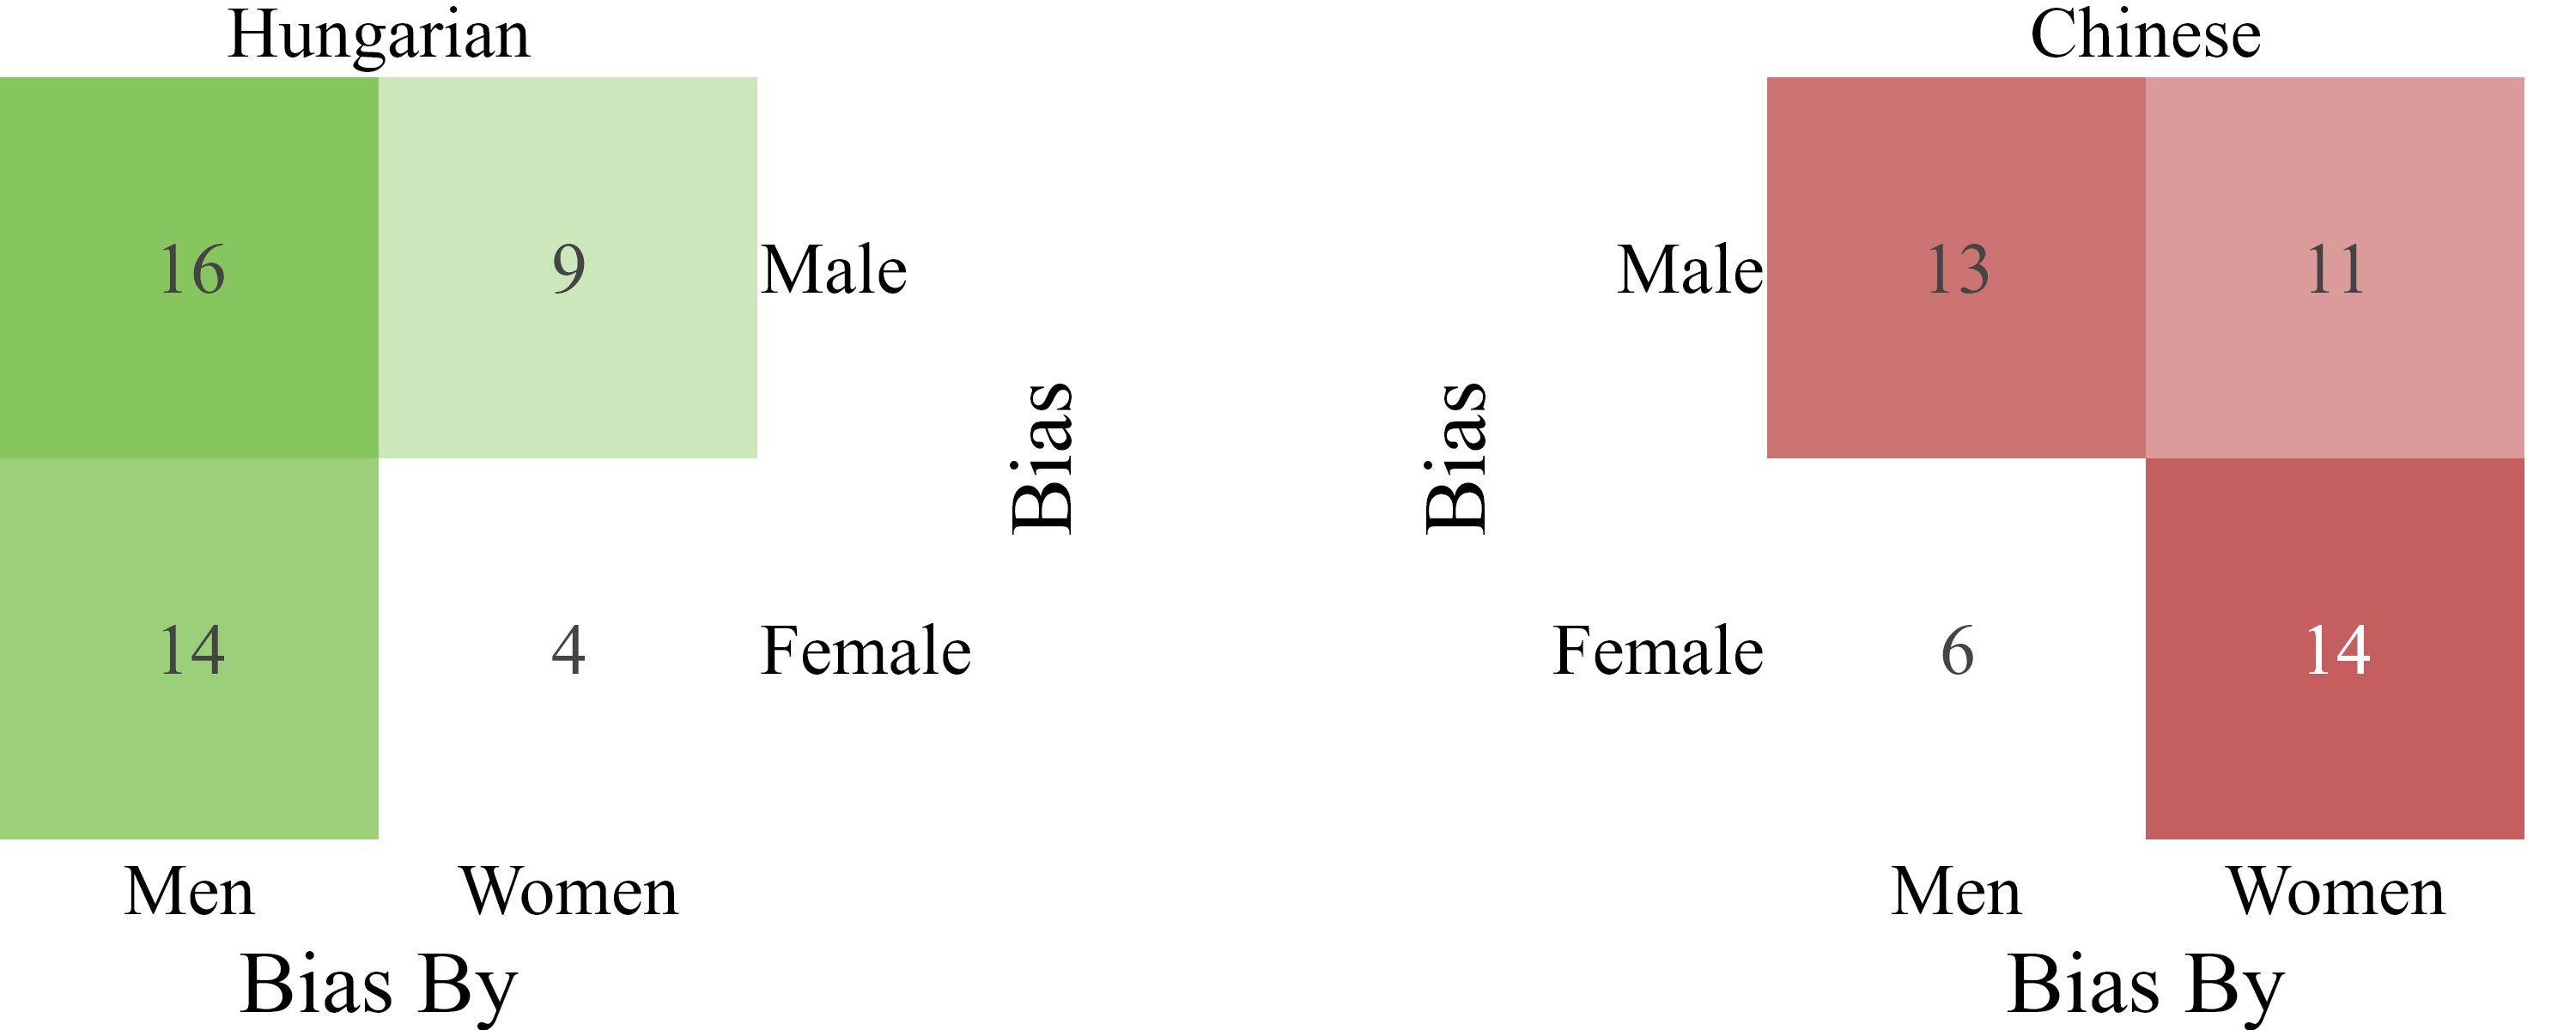 Hungarian
16 9 Male
14 4 Female
Men Women
Bias By
Bias
Chinese
Male 13 11
Female 6 14
Men Women
Bias By
Bias